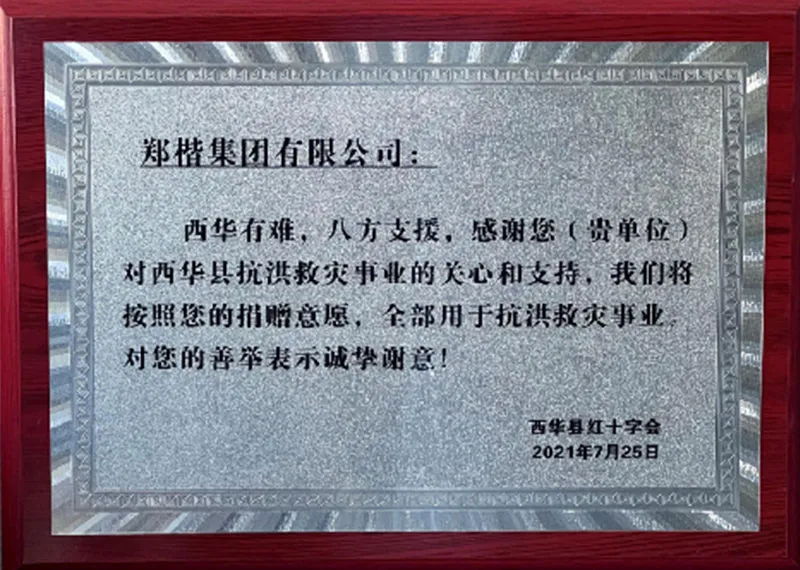 郑楷集团有限公司：
西华有难，八方支援，感谢您（贵单位）
对西华县抗洪救灾事业的关心和支持，我们将
按照您的捐赠意愿，全部用于抗洪救灾事业。
对您的善举表示诚挚谢意！
西华县红十字会
2021年7月25日